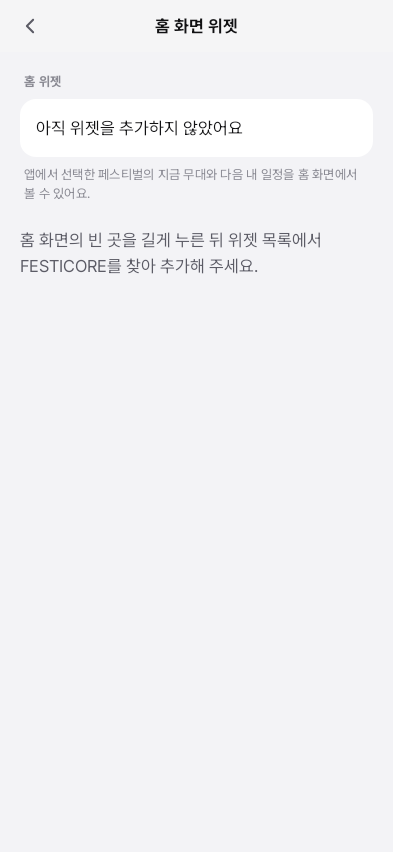 홈 화면 위젯
홈 위젯
아직 위젯을 추가하지 않았어요
앱에서 선택한 페스티벌의 지금 무대와 다음 내 일정을 홈 화면에서
볼 수 있어요.
홈 화면의 빈 곳을 길게 누른 뒤 위젯 목록에서
FESTICORE를 찾아 추가해 주세요.